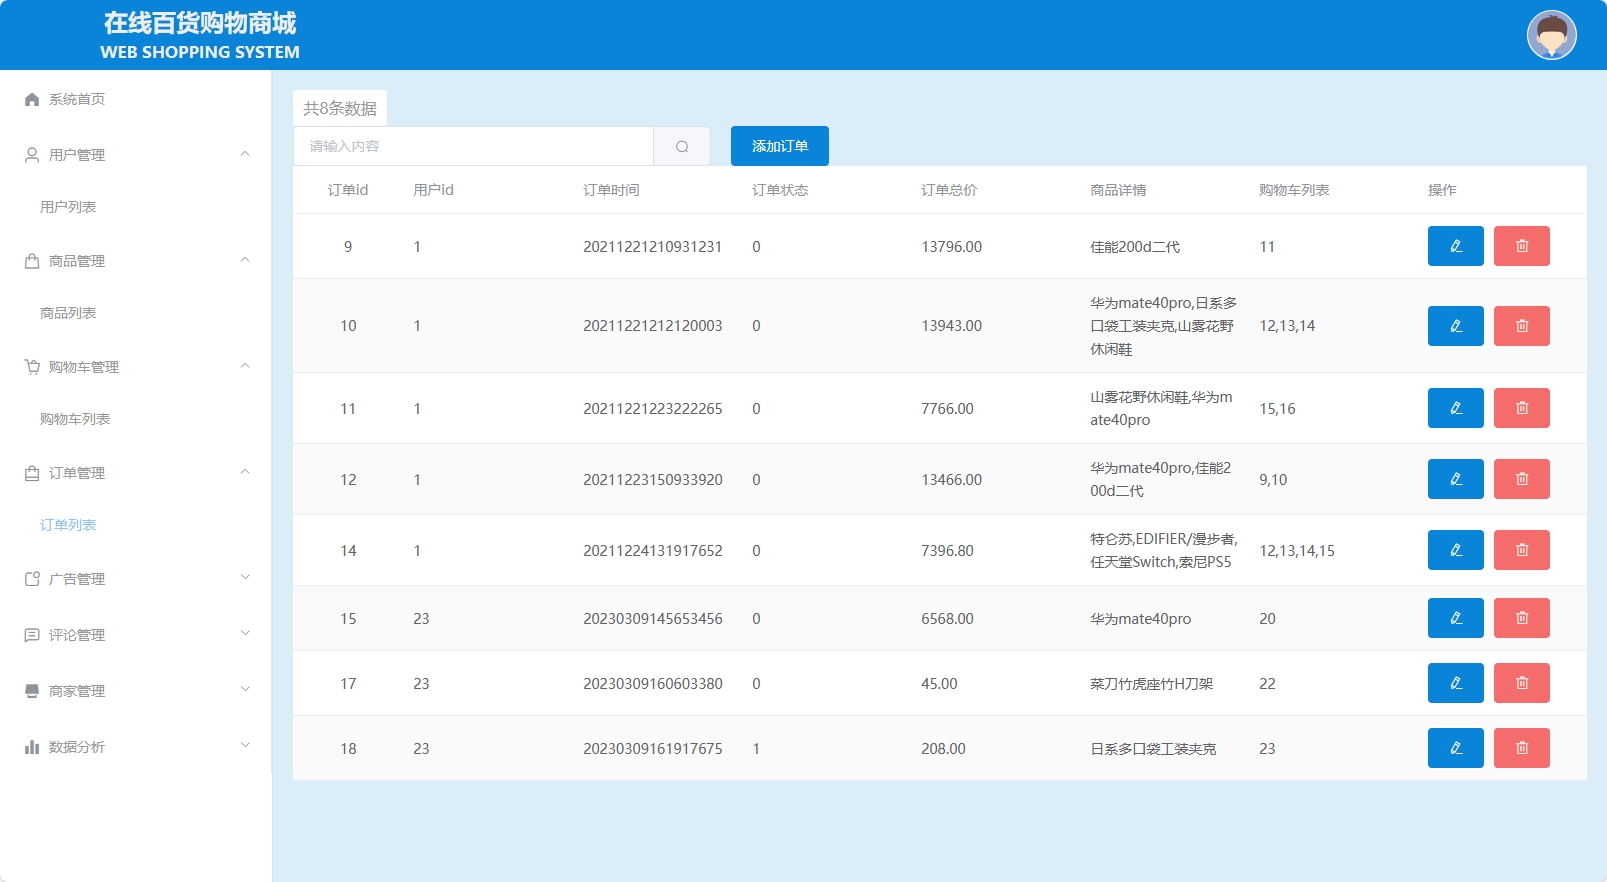 在线百货购物商城
WEB SHOPPING SYSTEM
系统首页
用户管理
用户列表
商品管理
商品列表
购物车管理
购物车列表
订单管理
订单列表
广告管理
评论管理
商家管理
数据分析
共8条数据
请输入内容
添加订单
订单id 用户id 订单时间 订单状态 订单总价 商品详情 购物车列表 操作
9 1 20211221210931231 0 13796.00 佳能200d二代 11
10 1 20211221212120003 0 13943.00 华为mate40pro,日系多
口袋工装夹克,山雾花野
休闲鞋
12,13,14
11 1 20211221223222265 0 7766.00 山雾花野休闲鞋,华为m
ate40pro
15,16
12 1 20211223150933920 0 13466.00 华为mate40pro,佳能2
00d二代
9,10
14 1 20211224131917652 0 7396.80 特仑苏,EDIFIER/漫步者,
任天堂Switch,索尼PS5
12,13,14,15
15 23 20230309145653456 0 6568.00 华为mate40pro 20
17 23 20230309160603380 0 45.00 菜刀竹虎座竹H刀架 22
18 23 20230309161917675 1 208.00 日系多口袋工装夹克 23